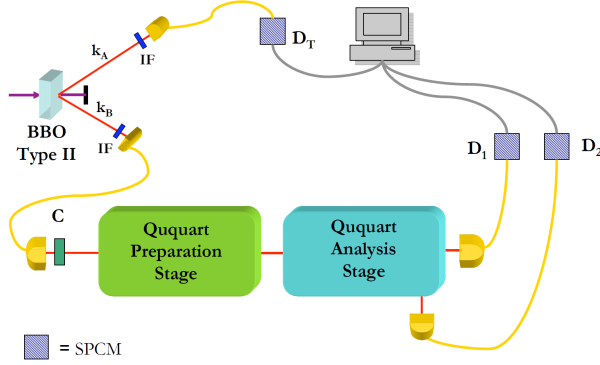 k_A
IF
D_T
BBO
Type II
k_B
IF
D_1
D_2
C
Ququart
Preparation
Stage
Ququart
Analysis
Stage
= SPCM